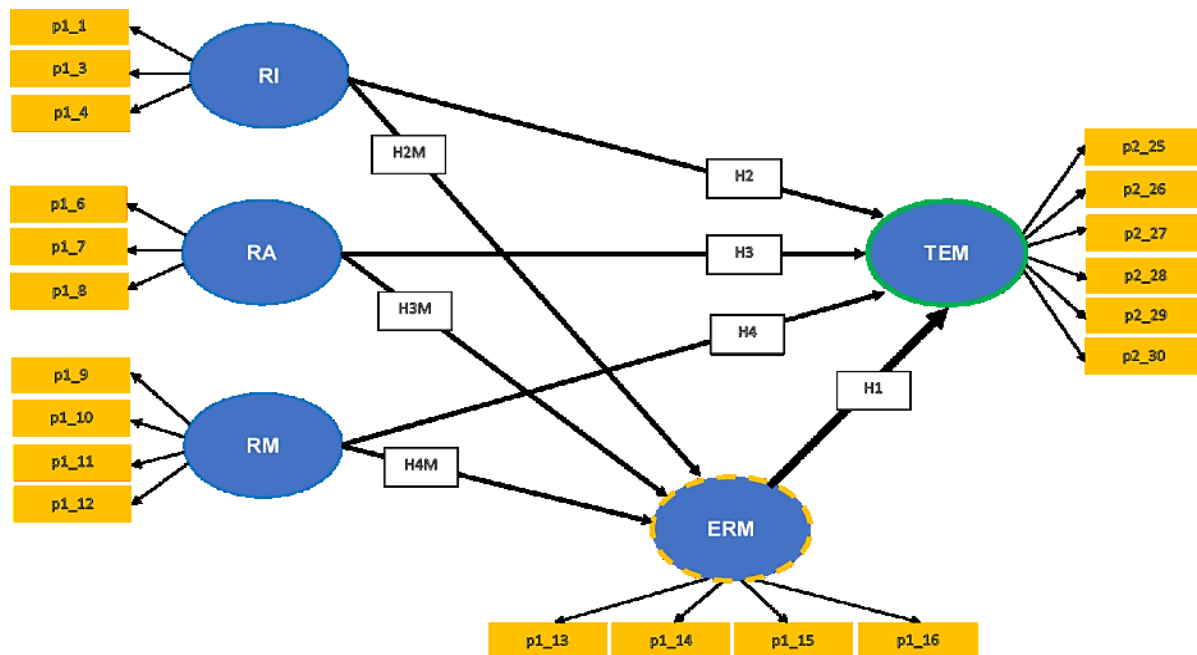 p1_1
p1_3
p1_4
RI
H2M
H2
p2_25
p2_26
p2_27
p2_28
p2_29
p2_30
p1_6
p1_7
p1_8
RA
H3
TEM
H3M
H4
p1_9
p1_10
p1_11
p1_12
RM
H4M
H1
ERM
p1_13
p1_14
p1_15
p1_16